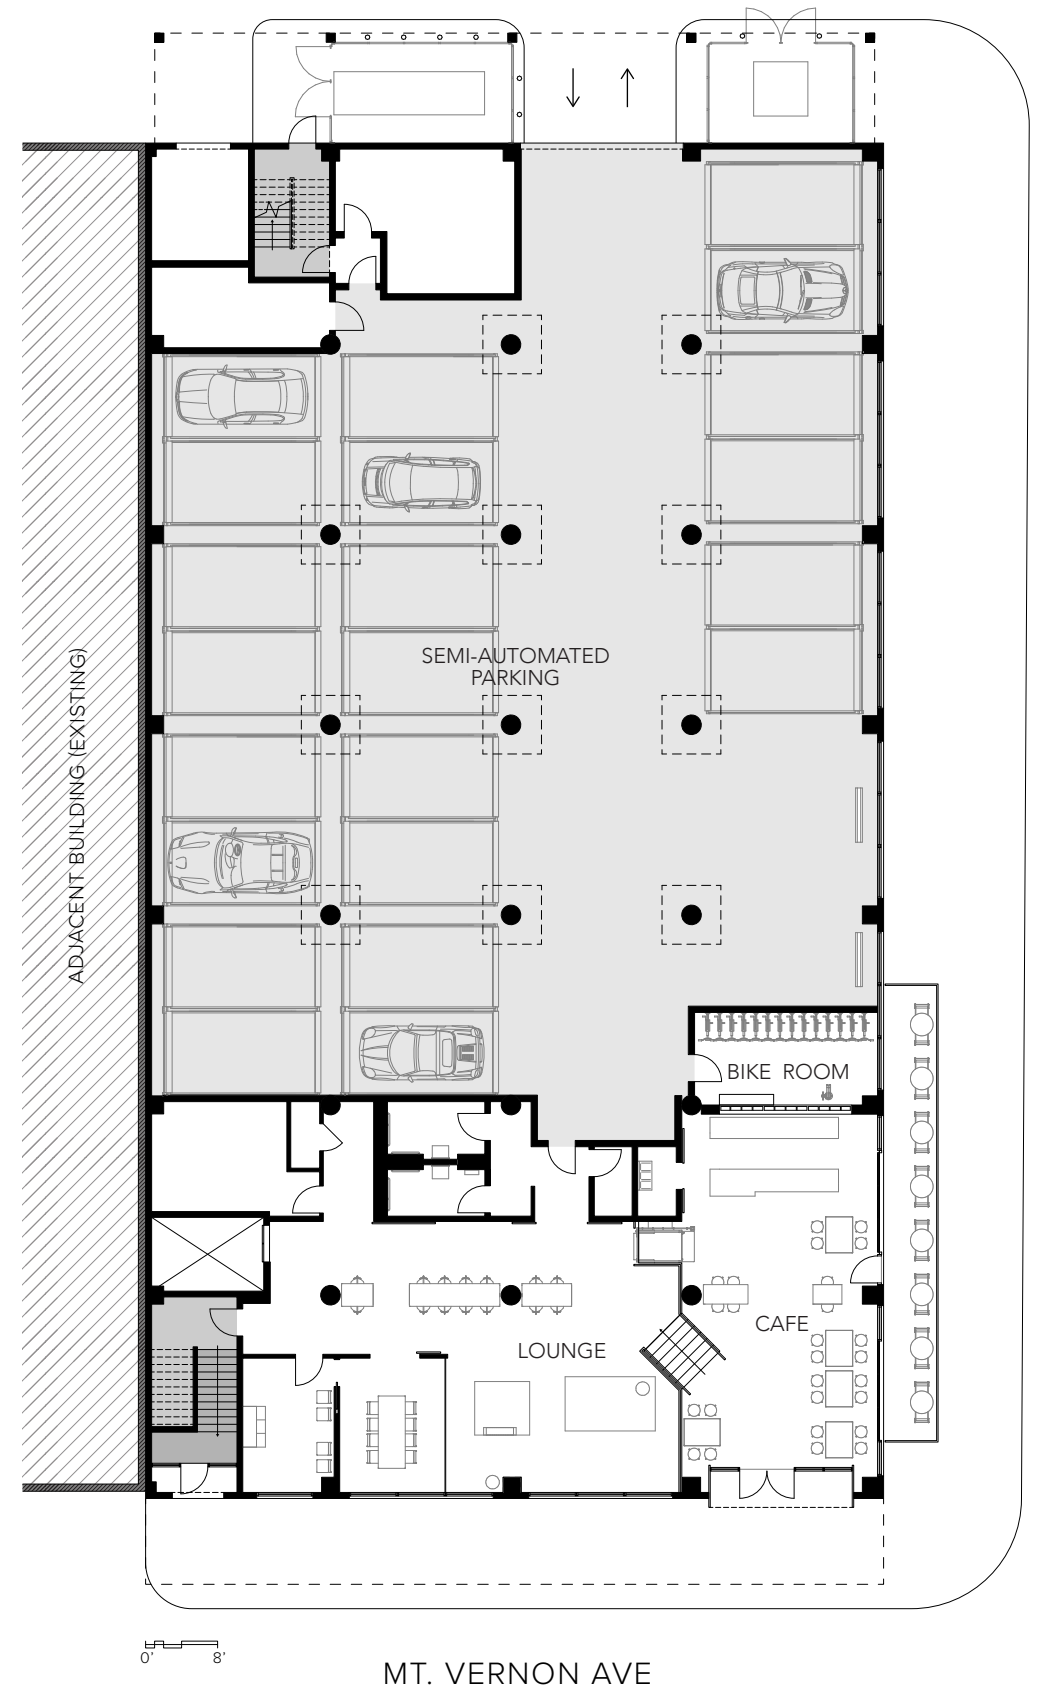 SEMI-AUTOMATED
PARKING
ADJACENT BUILDING (EXISTING)
BIKE ROOM
CAFE
LOUNGE
0' 8'
MT. VERNON AVE